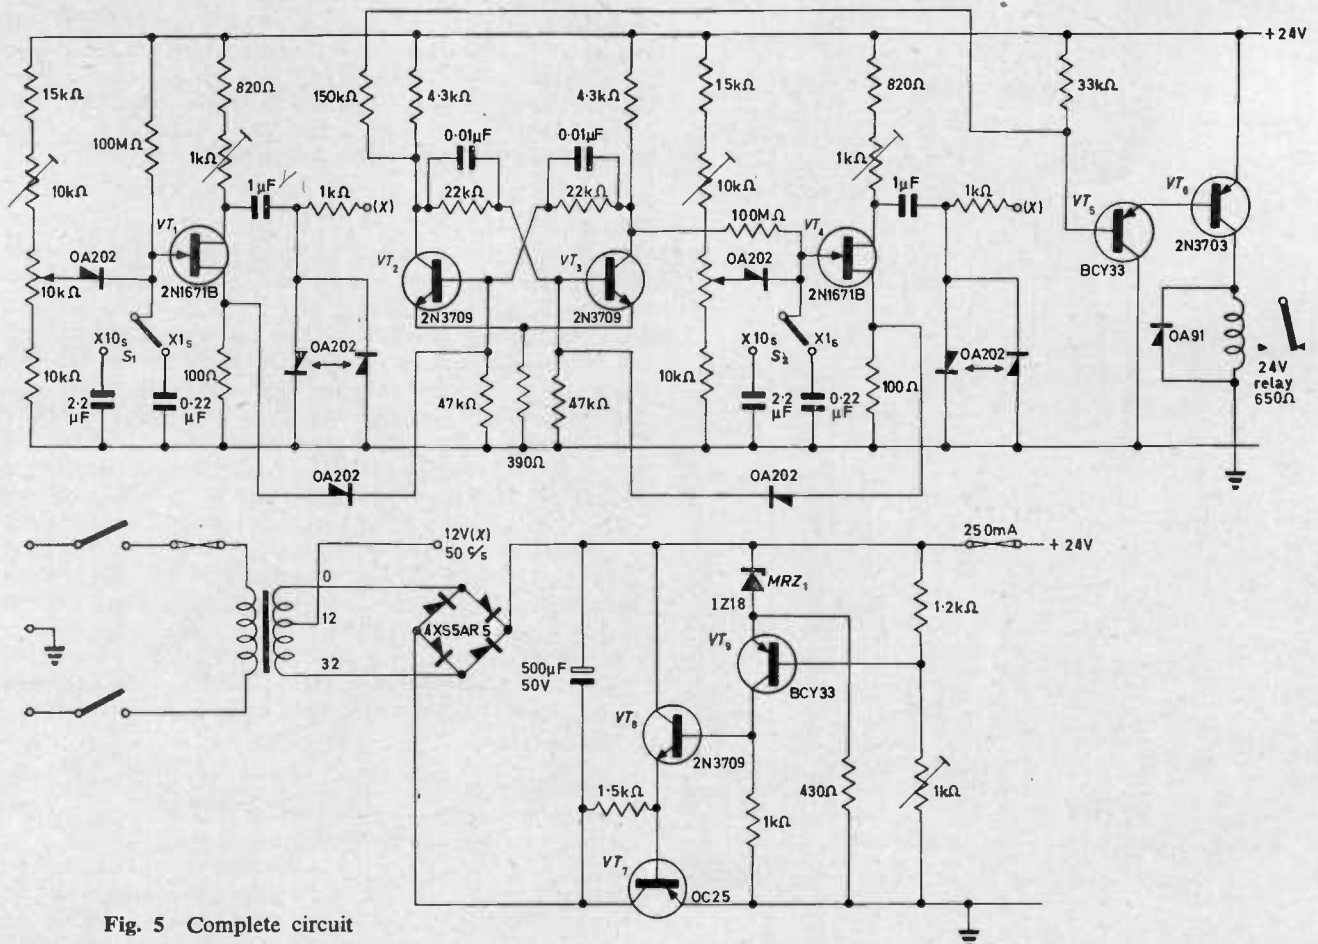 +24V
15kΩ
820Ω
150kΩ
4·3kΩ
4·3kΩ
15kΩ
820Ω
33kΩ
100MΩ
0·01µF
0·01µF
10kΩ
1kΩ
1µF
1kΩ
(X)
22kΩ
22kΩ
10kΩ
1kΩ
1µF
1kΩ
(X)
VT1
100MΩ
VT4
VT5
VT6
OA202
VT2
VT3
OA202
BCY33
2N3703
10kΩ
2N1671B
2N3709
2N3709
10kΩ
2N1671B
X10s
S1
X1s
OA202
X10s
S2
X1s
OA202
OA91
24V
relay
650Ω
10kΩ
2·2
µF
0·22
µF
100Ω
47kΩ
47kΩ
10kΩ
2·2
µF
0·22
µF
100Ω
390Ω
OA202
OA202
12V(X)
50 c/s
250mA
+ 24V
0
12
32
4XS5AR5
MRZ1
1Z18
1·2kΩ
VT9
500µF
50V
BCY33
VT8
2N3709
1·5kΩ
1kΩ
430Ω
1kΩ
VT7
OC25
Fig. 5 Complete circuit